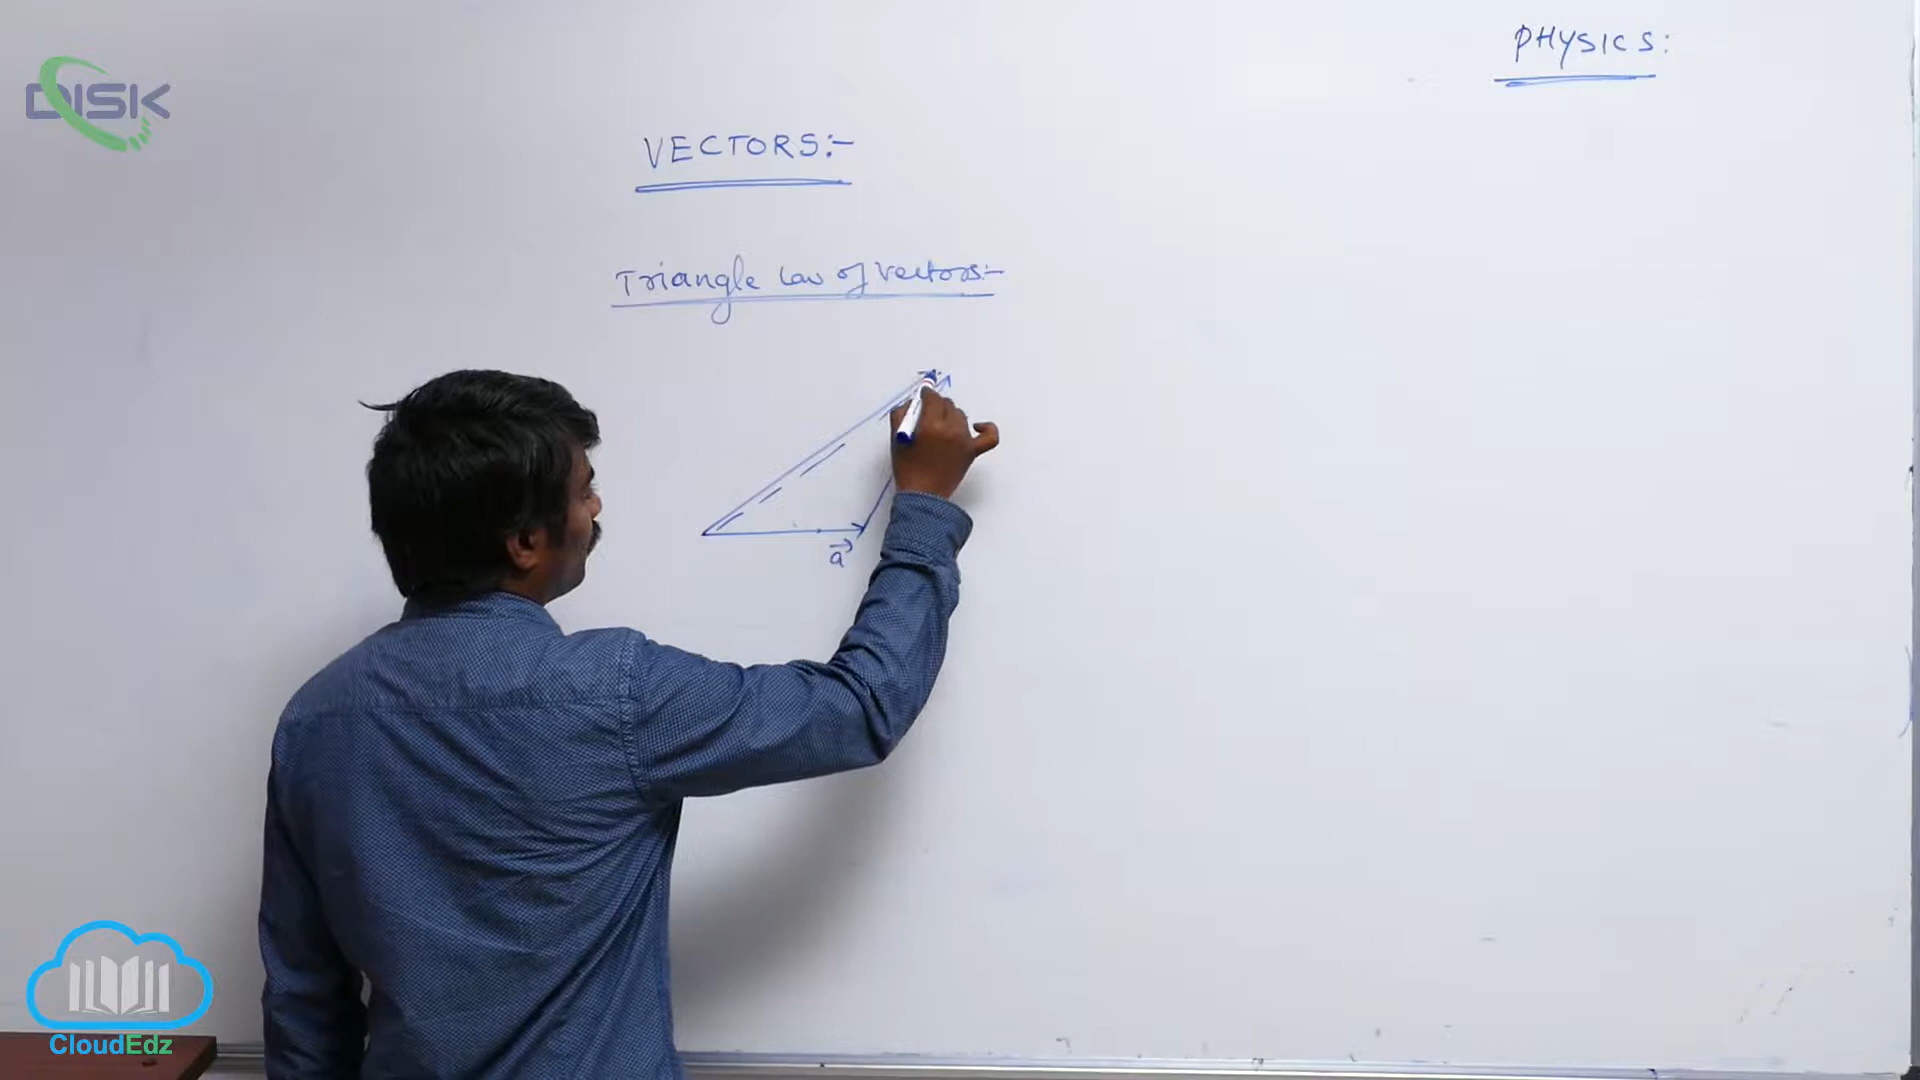 DISK
PHYSICS:
VECTORS:-
Triangle Law of Vectors:-
a
CloudEdz